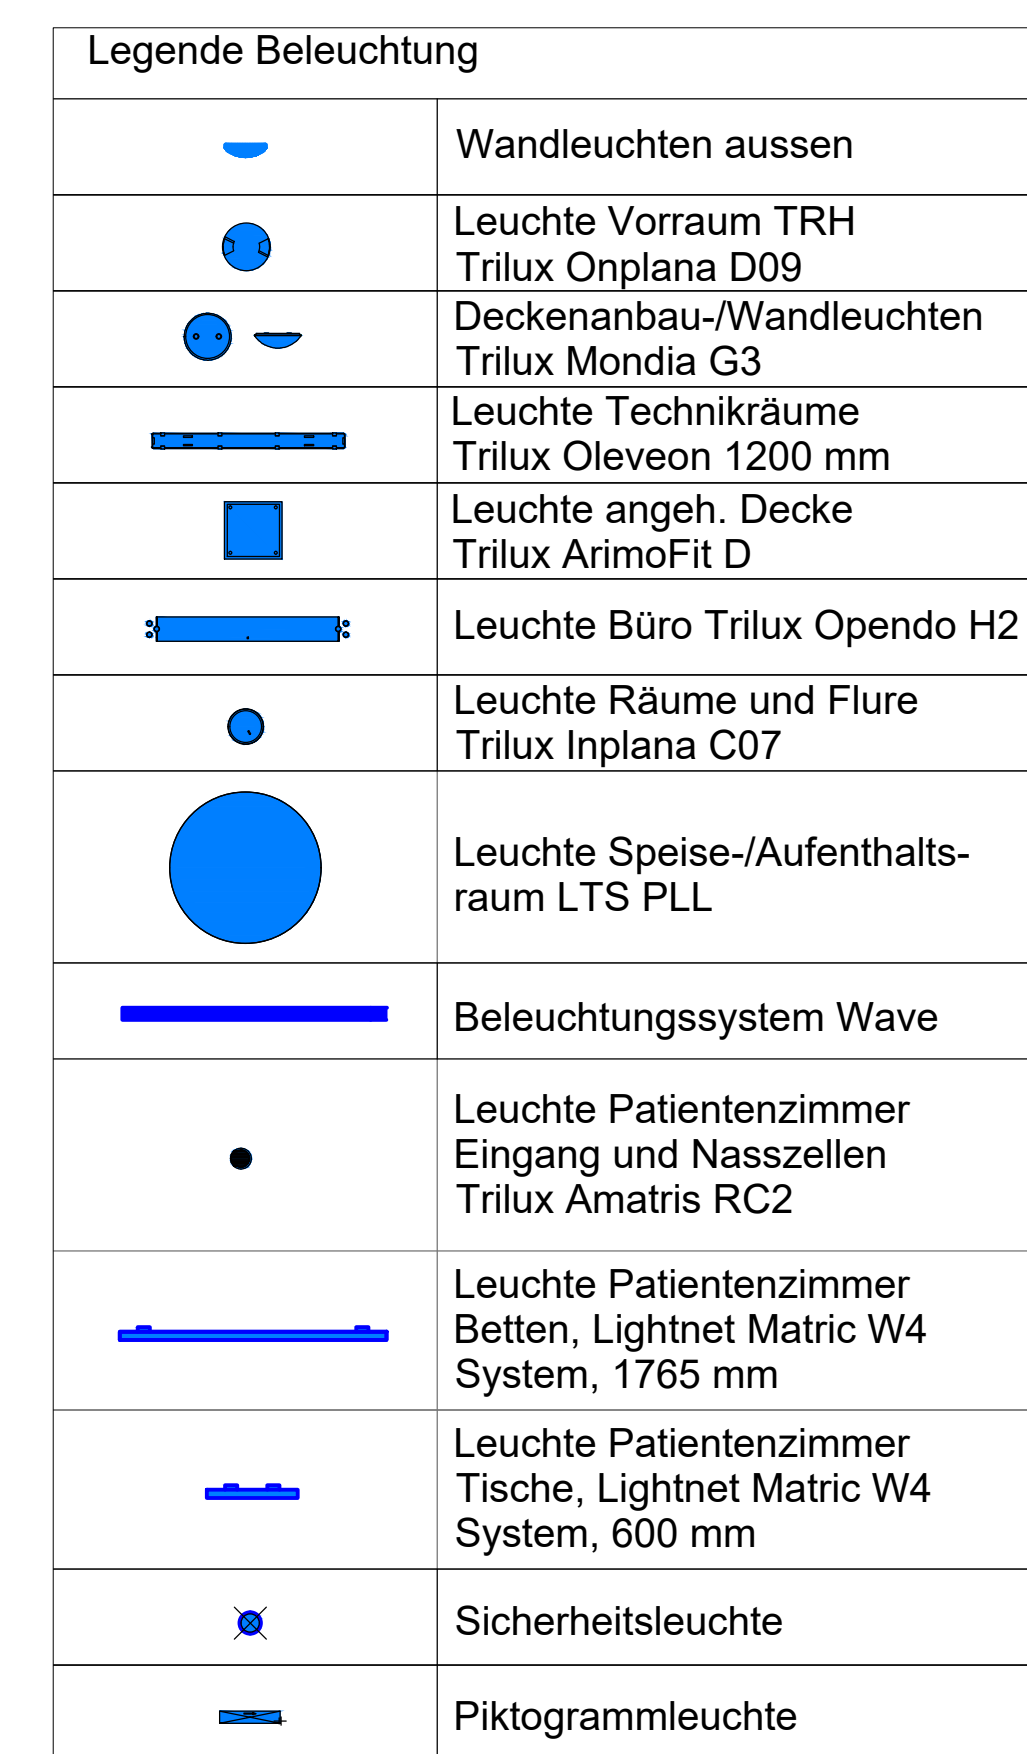 Legende Beleuchtung
Wandleuchten aussen
Leuchte Vorraum TRH
Trilux Onplana D09
Deckenanbau-/Wandleuchten
Trilux Mondia G3
Leuchte Technikräume
Trilux Oleveon 1200 mm
Leuchte angeh. Decke
Trilux ArimoFit D
Leuchte Büro Trilux Opendo H2
Leuchte Räume und Flure
Trilux Inplana C07
Leuchte Speise-/Aufenthalts-
raum LTS PLL
Beleuchtungssystem Wave
Leuchte Patientenzimmer
Eingang und Nasszellen
Trilux Amatris RC2
Leuchte Patientenzimmer
Betten, Lightnet Matric W4
System, 1765 mm
Leuchte Patientenzimmer
Tische, Lightnet Matric W4
System, 600 mm
Sicherheitsleuchte
Piktogrammleuchte